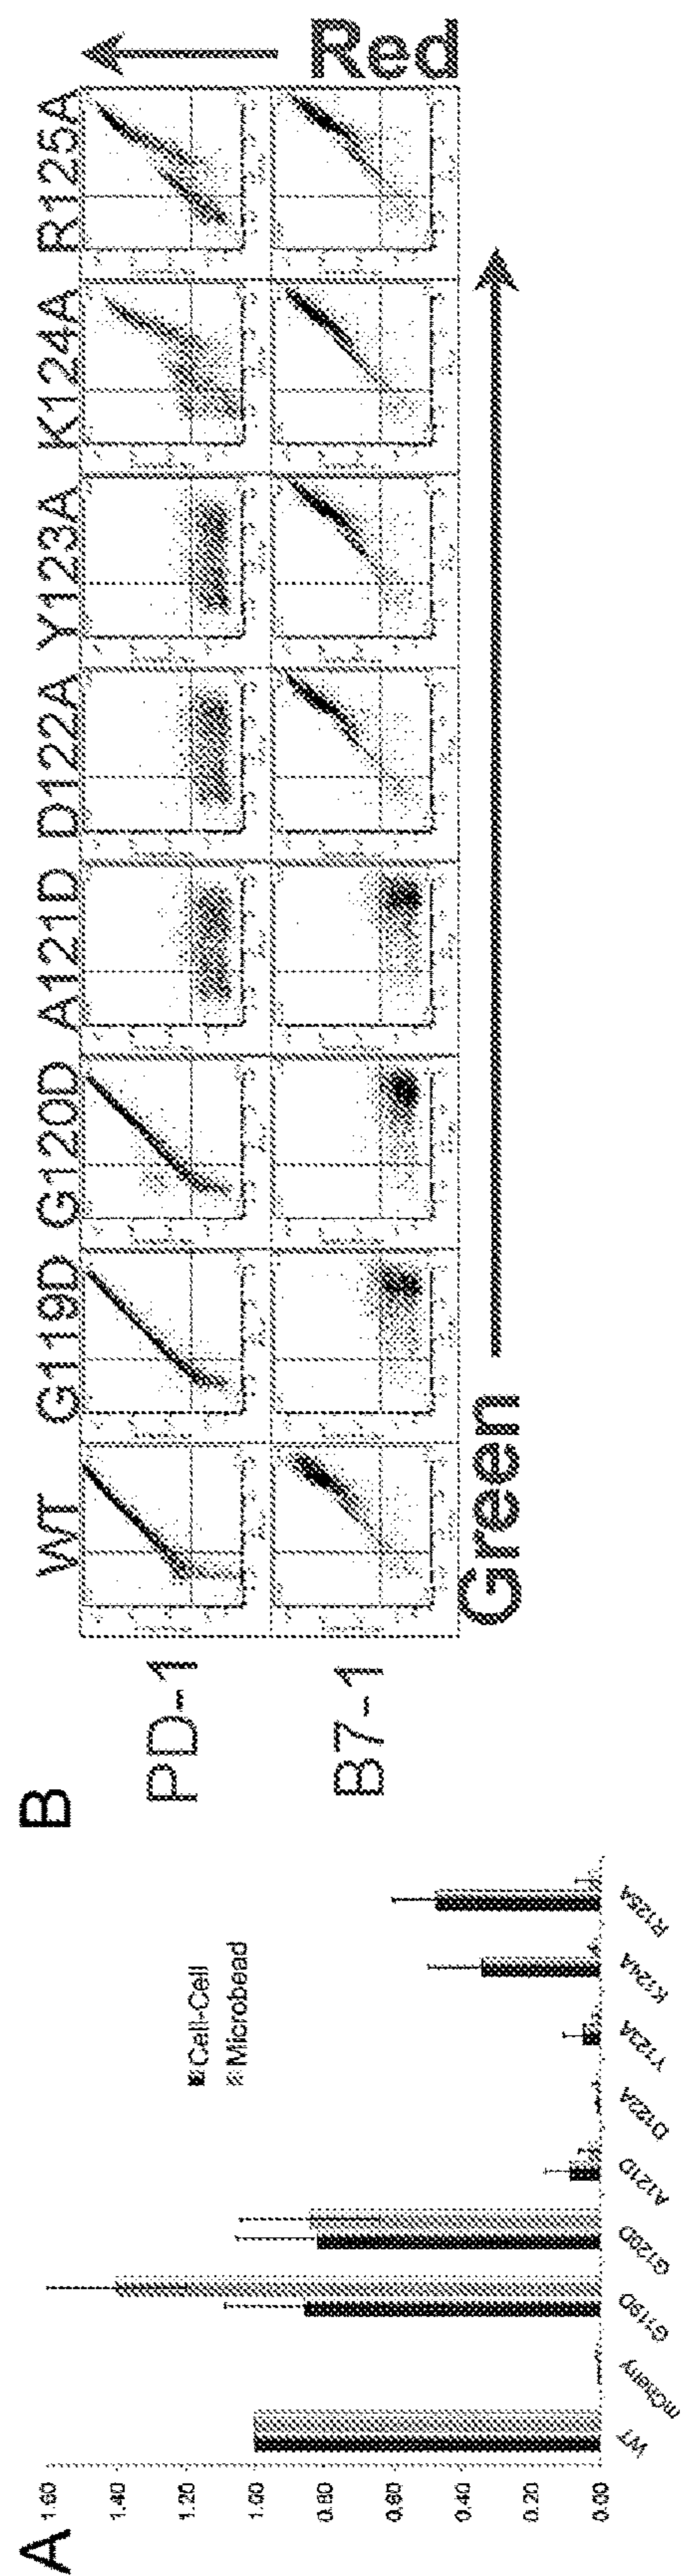 A
1.60
1.40
1.20
1.00
0.80
0.60
0.40
0.20
0.00
Cell-Cell
Microbead
WT
mCherry
G119D
G120D
A121D
D122A
Y123A
K124A
R125A
B
WT G119D G120D A121D D122A Y123A K124A R125A
PD-1
B7-1
Green
Red